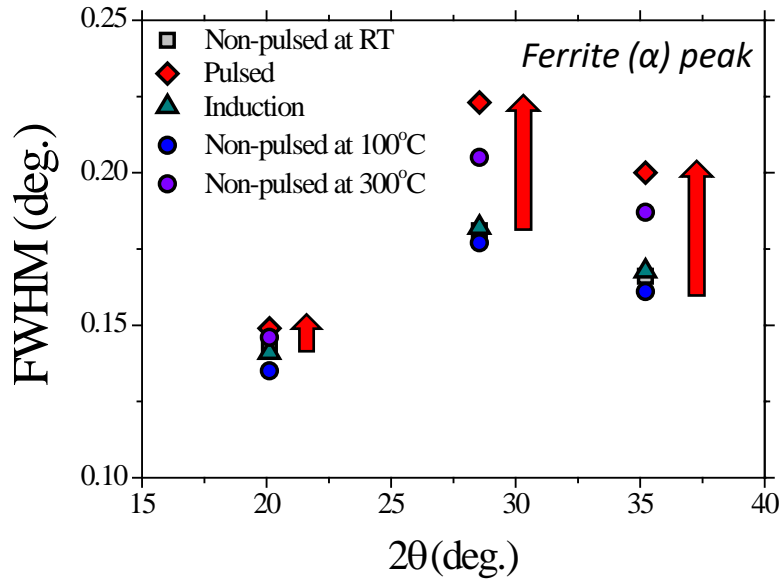 0.25
Non-pulsed at RT
Ferrite (α) peak
Pulsed
Induction
Non-pulsed at 100°C
Non-pulsed at 300°C
0.20
0.15
0.10
FWHM (deg.)
15 20 25 30 35 40
2θ (deg.)